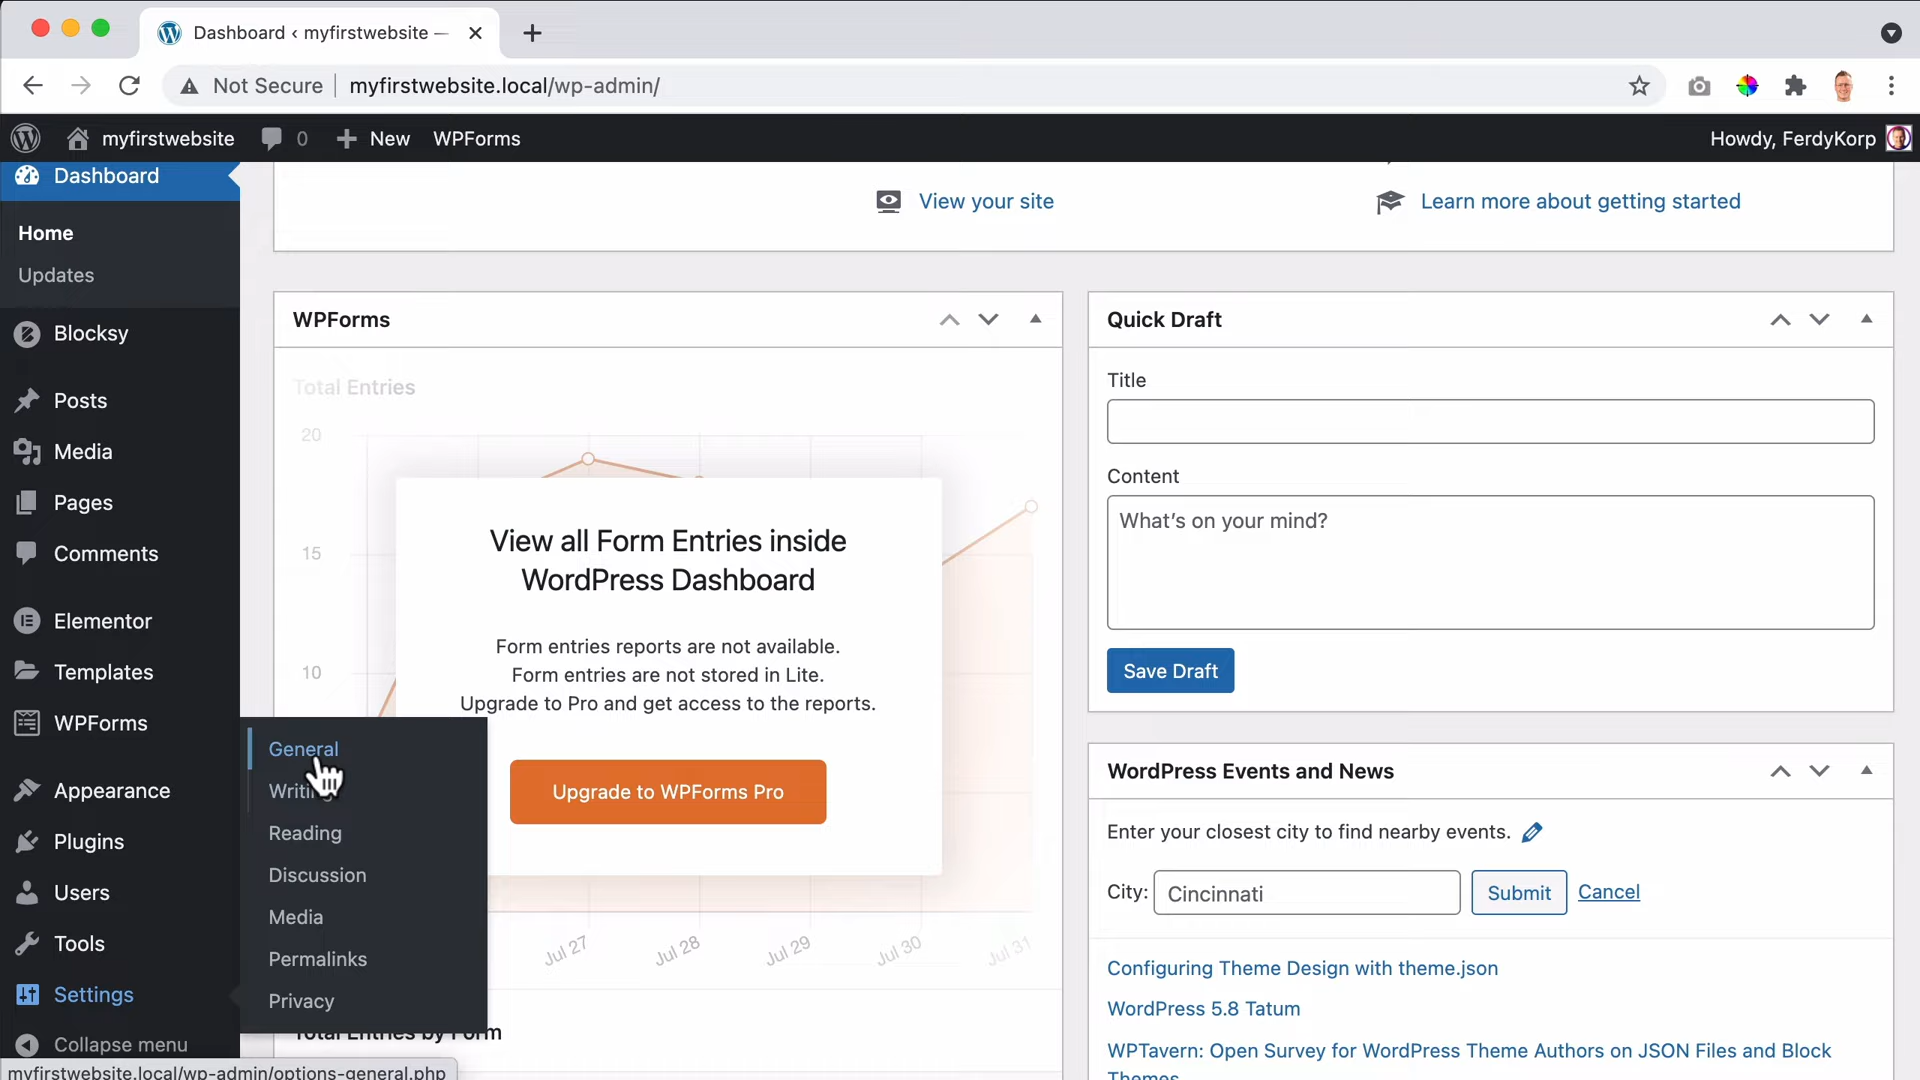 Dashboard ‹ myfirstwebsite —
Not Secure
myfirstwebsite.local/wp-admin/
myfirstwebsite
0
New
WPForms
Howdy, FerdyKorp
Dashboard
Home
Updates
Blocksy
Posts
Media
Pages
Comments
Elementor
Templates
WPForms
Appearance
Plugins
Users
Tools
Settings
Collapse menu
General
Reading
Discussion
Media
Permalinks
Privacy
myfirstwebsite.local/wp-admin/options-general.php
View your site
Learn more about getting started
WPForms
Total Entries
20
15
10
View all Form Entries inside
WordPress Dashboard
Form entries reports are not available.
Form entries are not stored in Lite.
Upgrade to Pro and get access to the reports.
Upgrade to WPForms Pro
Jul 27
Jul 28
Jul 29
Jul 30
Jul 31
Total Entries by Form
Quick Draft
Title
Content
What's on your mind?
Save Draft
WordPress Events and News
Enter your closest city to find nearby events.
City:
Cincinnati
Submit
Cancel
Configuring Theme Design with theme.json
WordPress 5.8 Tatum
WPTavern: Open Survey for WordPress Theme Authors on JSON Files and Block
Themes